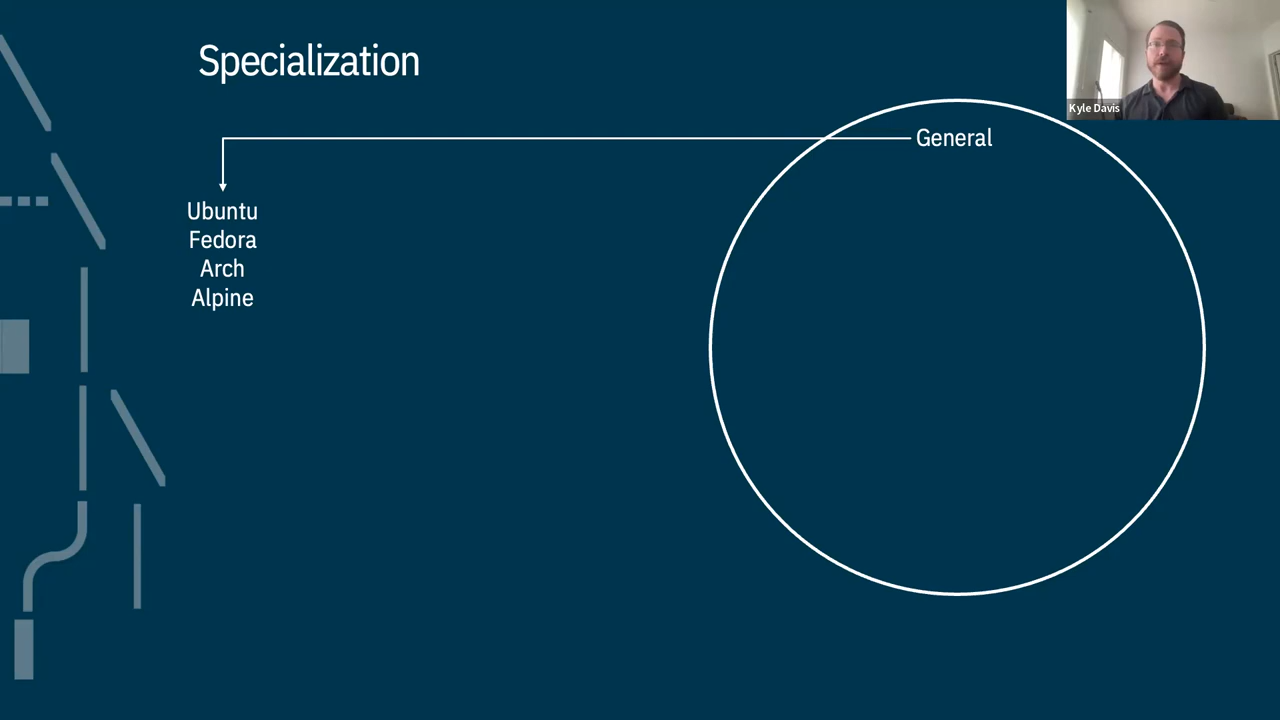 Specialization
General
Ubuntu
Fedora
Arch
Alpine
Kyle Davis